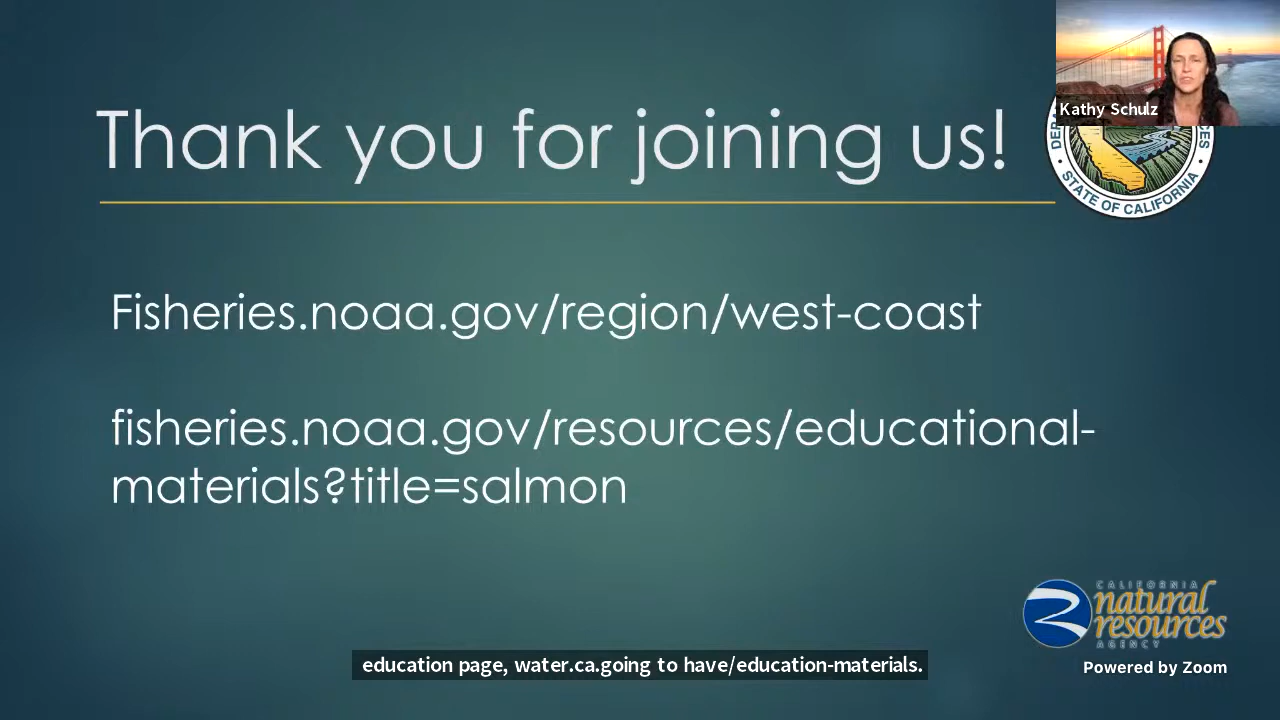 Thank you for joining us!
Kathy Schulz
STATE OF CALIFORNIA
Fisheries.noaa.gov/region/west-coast
fisheries.noaa.gov/resources/educational-
materials?title=salmon
CALIFORNIA
natural
resources
AGENCY
education page, water.ca.going to have/education-materials.
Powered by Zoom